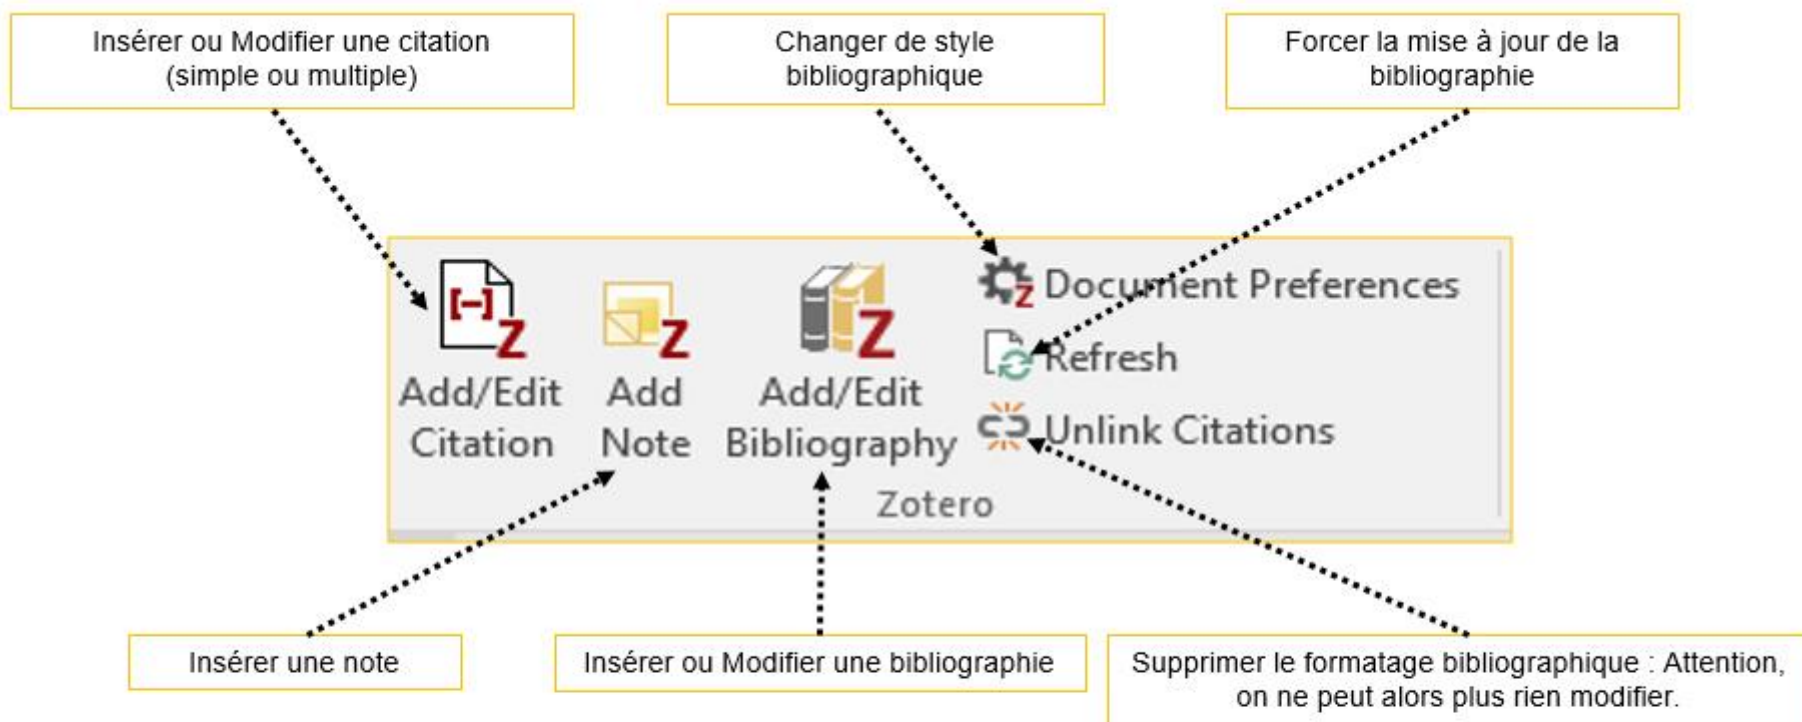 Insérer ou Modifier une citation
(simple ou multiple)
Changer de style
bibliographique
Forcer la mise à jour de la
bibliographie
Add/Edit
Citation
Add
Note
Add/Edit
Bibliography
Document Preferences
Refresh
Unlink Citations
Zotero
Insérer une note
Insérer ou Modifier une bibliographie
Supprimer le formatage bibliographique : Attention,
on ne peut alors plus rien modifier.